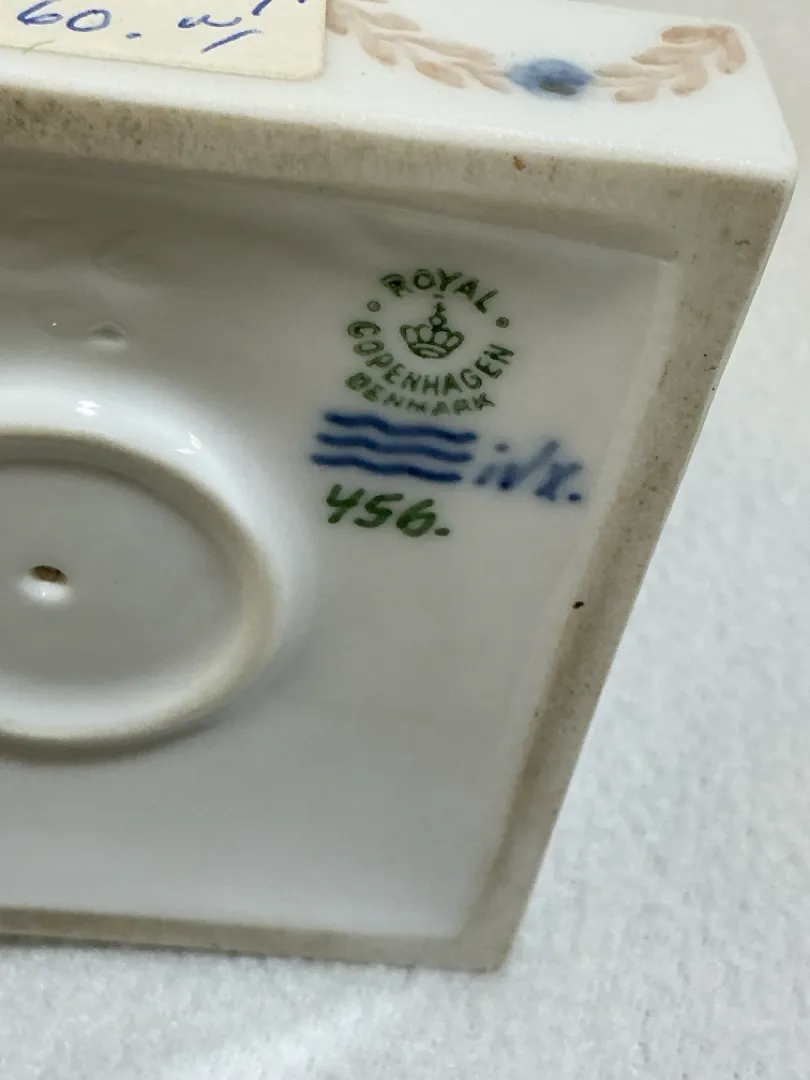 60. w/
ROYAL
COPENHAGEN
DENMARK
456.